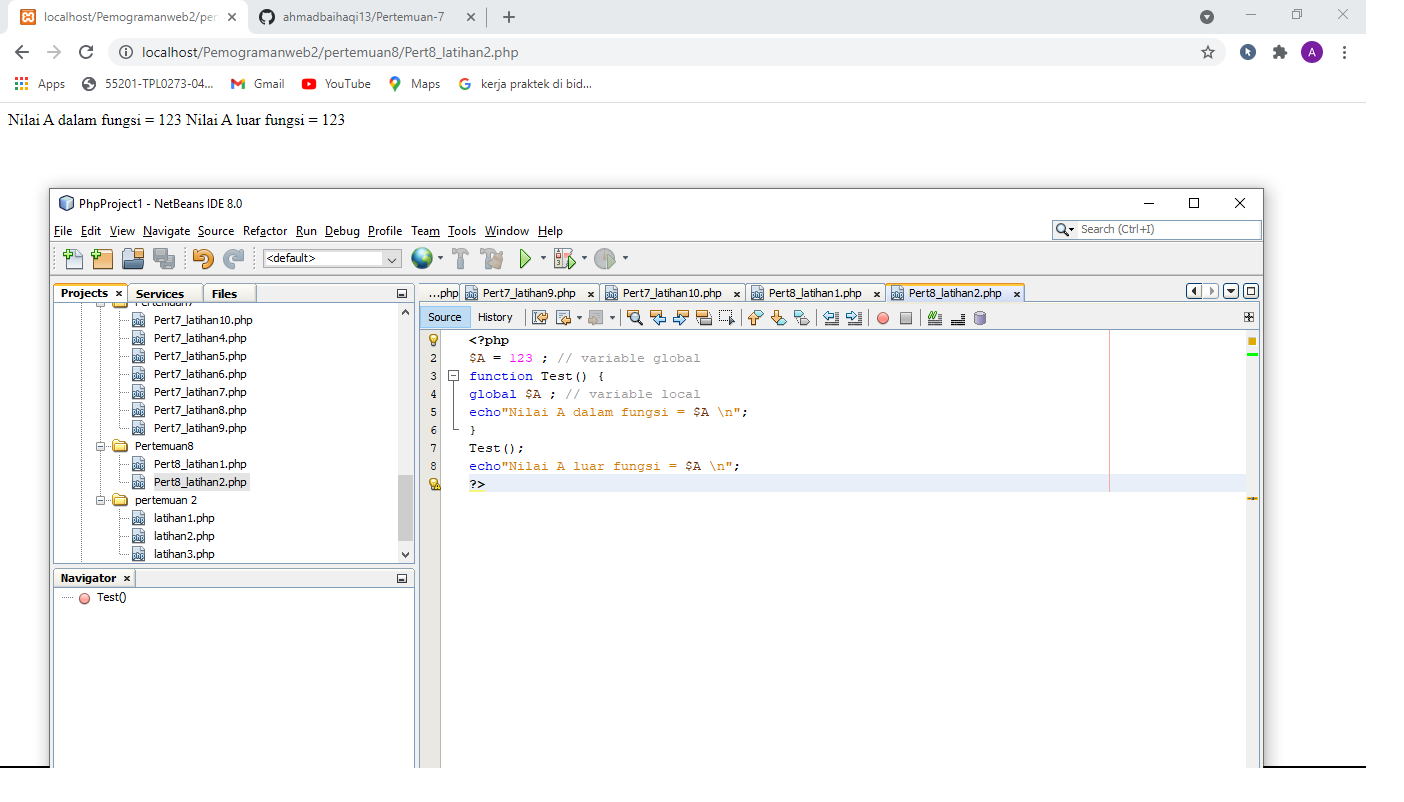 localhost/Pemogramanweb2/per
ahmadbaihaqi13/Pertemuan-7
localhost/Pemogramanweb2/pertemuan8/Pert8_latihan2.php
A
Apps 55201-TPL0273-04... Gmail YouTube Maps kerja praktek di bid...
Nilai A dalam fungsi = 123 Nilai A luar fungsi = 123
PhpProject1 - NetBeans IDE 8.0
File Edit View Navigate Source Refactor Run Debug Profile Team Tools Window Help
Search (Ctrl+I)
<default>
Projects Services Files
Pertemuan7
Pert7_latihan10.php
Pert7_latihan4.php
Pert7_latihan5.php
Pert7_latihan6.php
Pert7_latihan7.php
Pert7_latihan8.php
Pert7_latihan9.php
Pertemuan8
Pert8_latihan1.php
Pert8_latihan2.php
pertemuan 2
latihan1.php
latihan2.php
latihan3.php
Navigator
Test()
...php Pert7_latihan9.php Pert7_latihan10.php Pert8_latihan1.php Pert8_latihan2.php
Source History
<?php
2 $A = 123 ; // variable global
3 function Test() {
4 global $A ; // variable local
5 echo"Nilai A dalam fungsi = $A \n";
6 }
7 Test();
8 echo"Nilai A luar fungsi = $A \n";
?>